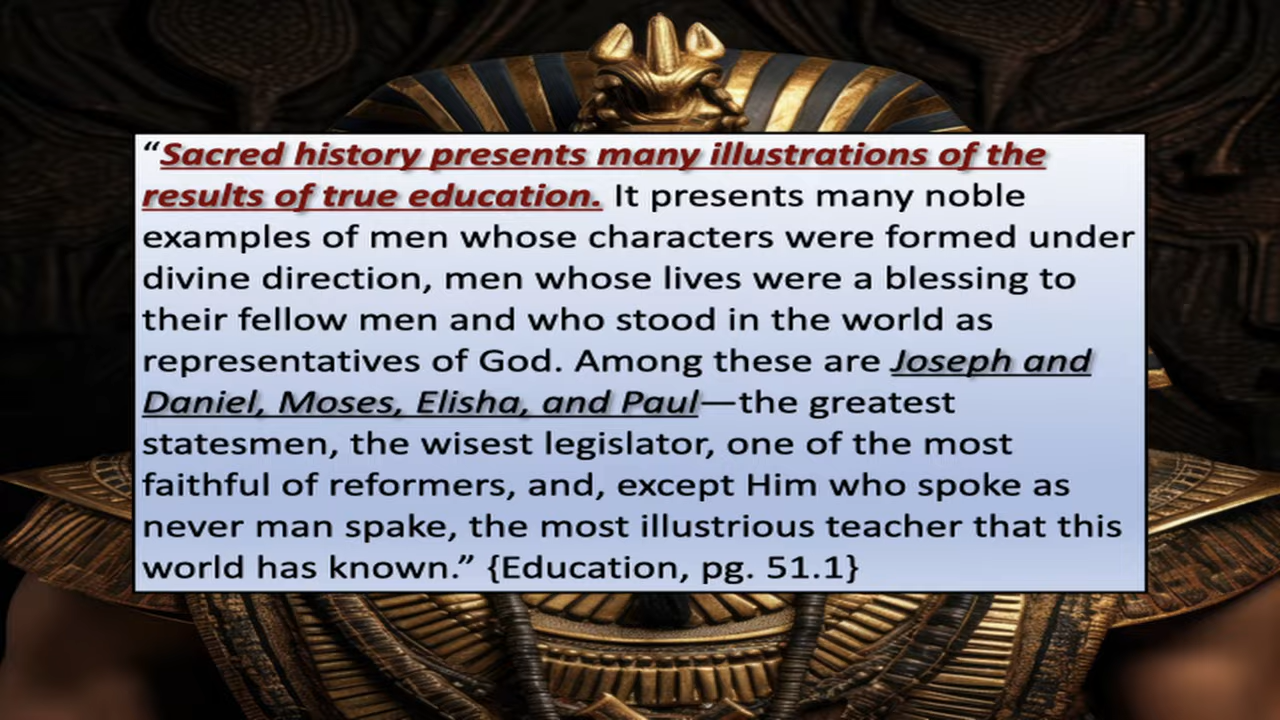 “Sacred history presents many illustrations of the
results of true education. It presents many noble
examples of men whose characters were formed under
divine direction, men whose lives were a blessing to
their fellow men and who stood in the world as
representatives of God. Among these are Joseph and
Daniel, Moses, Elisha, and Paul—the greatest
statesmen, the wisest legislator, one of the most
faithful of reformers, and, except Him who spoke as
never man spake, the most illustrious teacher that this
world has known.” {Education, pg. 51.1}